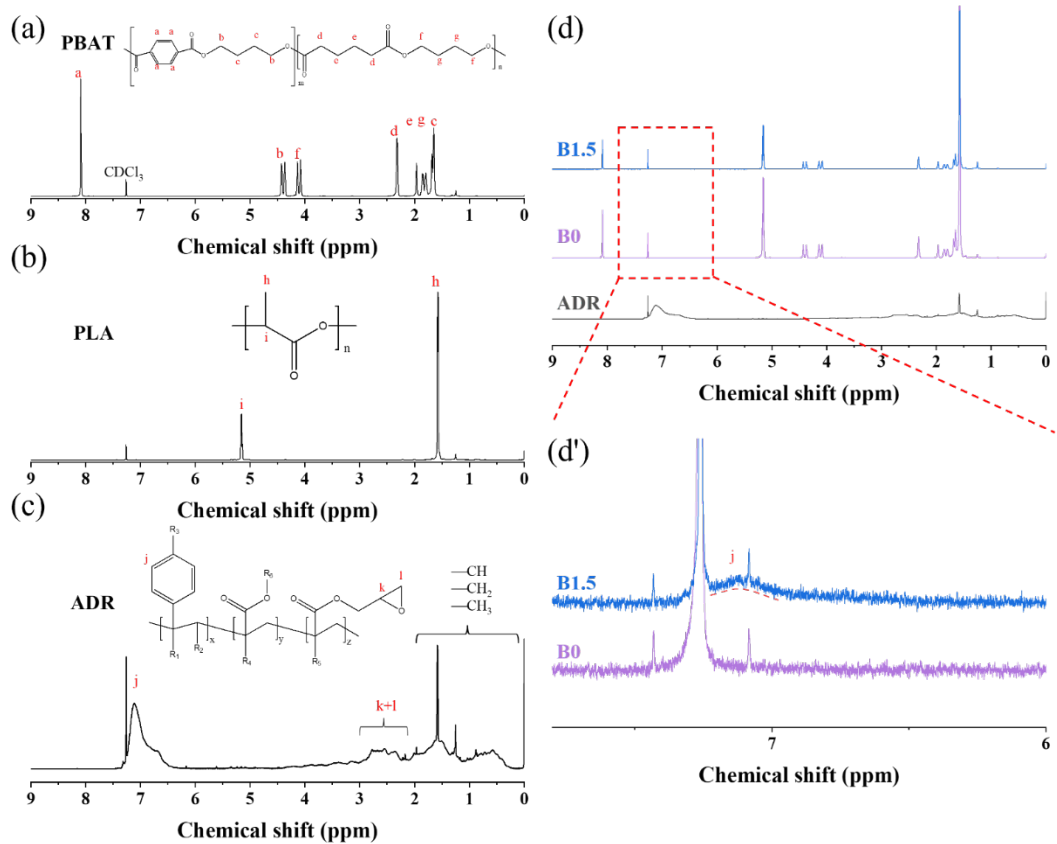 (a)
PBAT
a
a
a
a
O
O
O
O
b
c
c
b
m
O
O
d
e
e
d
O
O
f
g
g
f
n
a
CDCl3
b
f
d
e g c
9 8 7 6 5 4 3 2 1 0
Chemical shift (ppm)
(b)
PLA
h
i
O
O
n
i
h
9 8 7 6 5 4 3 2 1 0
Chemical shift (ppm)
(c)
ADR
R3
j
R1
R2
x
O
O
R6
R4
y
O
O
k
l
O
R5
z
—CH
—CH2
—CH3
j
k+l
9 8 7 6 5 4 3 2 1 0
Chemical shift (ppm)
(d)
B1.5
B0
ADR
9 8 7 6 5 4 3 2 1 0
Chemical shift (ppm)
(d')
B1.5
j
B0
7 6
Chemical shift (ppm)